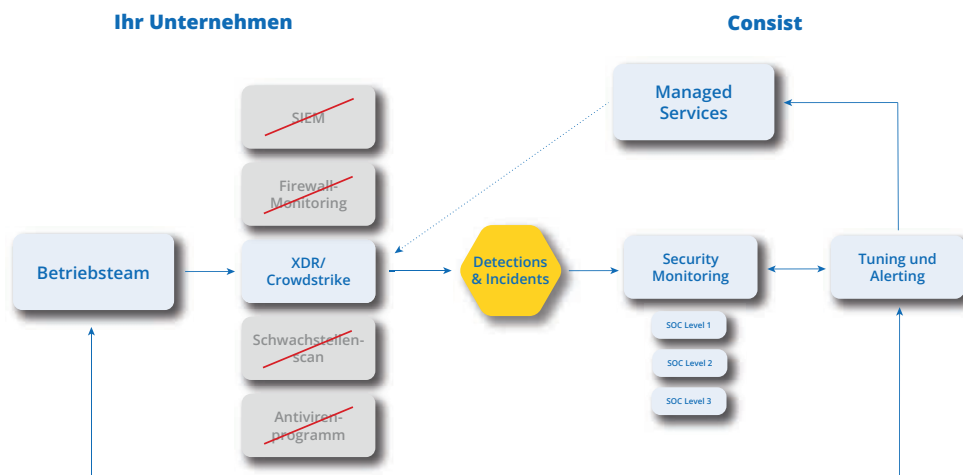 Ihr Unternehmen
Consist
SIEM
Firewall-
Monitoring
XDR/
Crowdstrike
Schwachstellen-
scan
Antiviren-
programm
Betriebsteam
Detections
& Incidents
Managed
Services
Security
Monitoring
SOC Level 1
SOC Level 2
SOC Level 3
Tuning und
Alerting